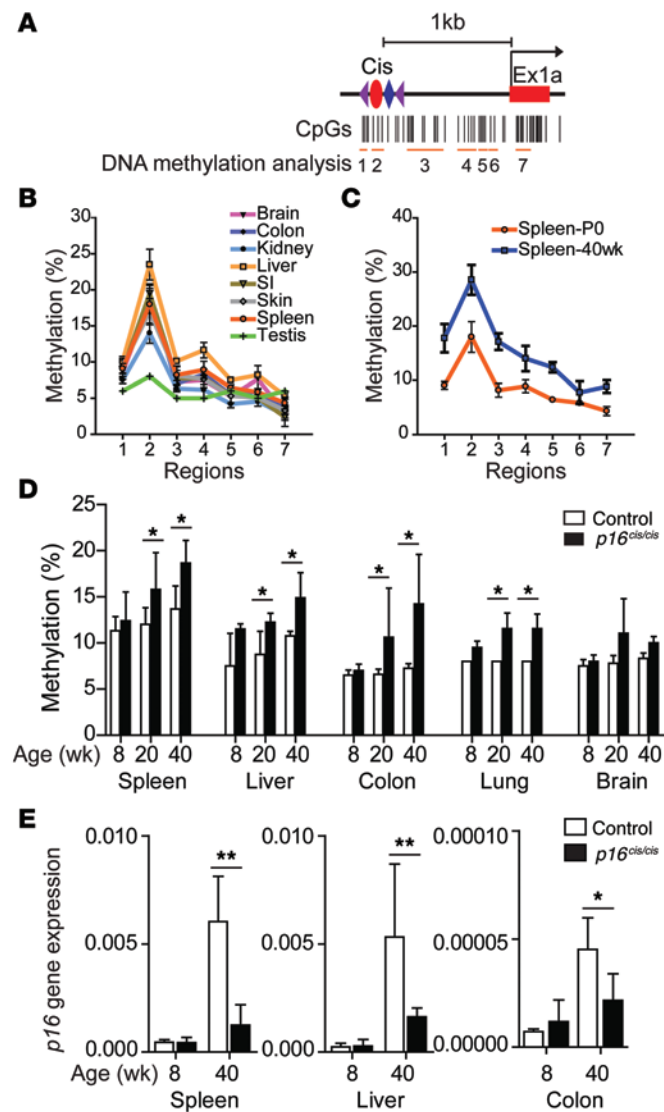 A
1kb
Cis
Ex1a
CpGs
DNA methylation analysis 1 2 3 4 5 6 7
B
Methylation (%)
30
25
20
15
10
5
0
1 2 3 4 5 6 7
Regions
Brain
Colon
Kidney
Liver
SI
Skin
Spleen
Testis
C
Methylation (%)
40
30
20
10
0
1 2 3 4 5 6 7
Regions
Spleen-P0
Spleen-40wk
D
Methylation (%)
25
20
15
10
5
0
* * * * * * * *
Control
p16cis/cis
Age (wk) 8 20 40 8 20 40 8 20 40 8 20 40 8 20 40
Spleen Liver Colon Lung Brain
E
p16 gene expression
0.010
0.005
0.000
**
Age (wk) 8 40
Spleen
0.010
0.005
0.000
**
8 40
Liver
0.00010
0.00005
0.00000
*
8 40
Colon
Control
p16cis/cis